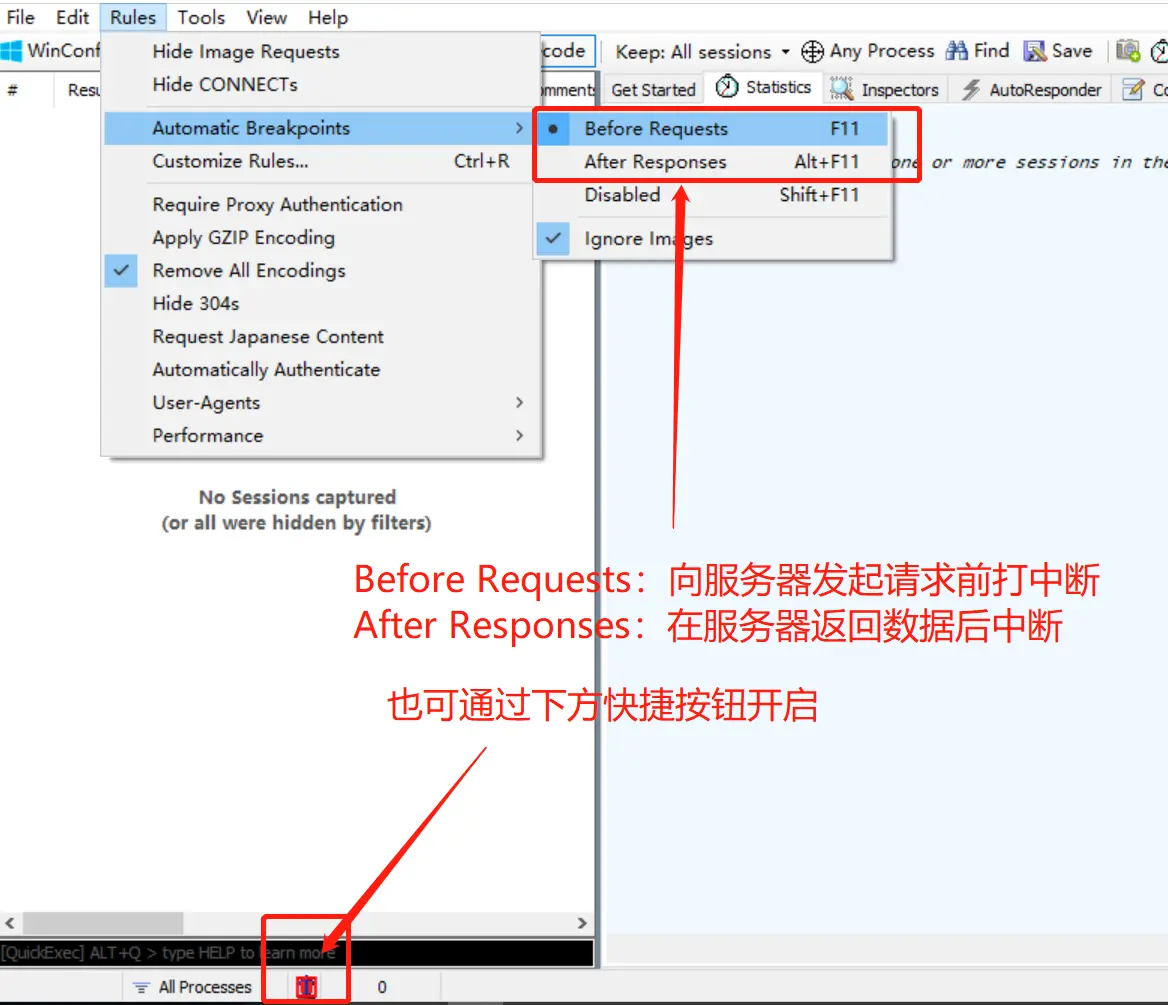 File Edit Rules Tools View Help
WinConf
code
Keep: All sessions Any Process Find Save
# Resu
omments
Get Started Statistics Inspectors AutoResponder Co
Hide Image Requests
Hide CONNECTs
Automatic Breakpoints
Customize Rules... Ctrl+R
Require Proxy Authentication
Apply GZIP Encoding
Remove All Encodings
Hide 304s
Request Japanese Content
Automatically Authenticate
User-Agents
Performance
Before Requests F11
After Responses Alt+F11
Disabled Shift+F11
Ignore Images
one or more sessions in the
No Sessions captured
(or all were hidden by filters)
Before Requests：向服务器发起请求前打中断
After Responses：在服务器返回数据后中断
也可通过下方快捷按钮开启
[QuickExec] ALT+Q > type HELP to learn more
All Processes 0